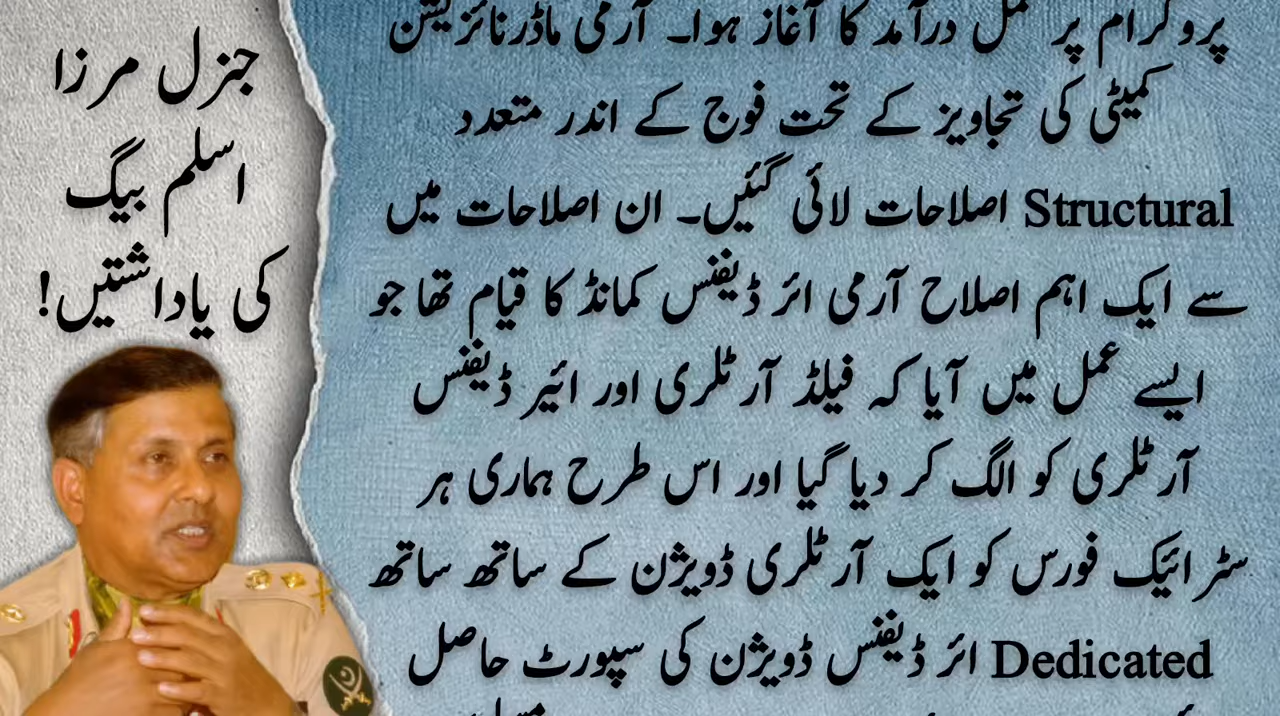 جنرل مرزا
اسلم بیگ
کی یاداشتیں!
پروگرام پر عمل درآمد کا آغاز ہوا۔ آرمی ماڈرنائزیشن
کمیٹی کی تجاویز کے تحت فوج کے اندر متعدد
Structural اصلاحات لائی گئیں۔ ان اصلاحات میں
سے ایک اہم اصلاح آرمی ائر ڈیفنس کمانڈ کا قیام تھا جو
ایسے عمل میں آیا کہ فیلڈ آرٹلری اور ائیر ڈیفنس
آرٹلری کو الگ کر دیا گیا اور اس طرح ہماری ہر
سٹرائیک فورس کو ایک آرٹلری ڈویژن کے ساتھ ساتھ
Dedicated ائر ڈیفنس ڈویژن کی سپورٹ حاصل